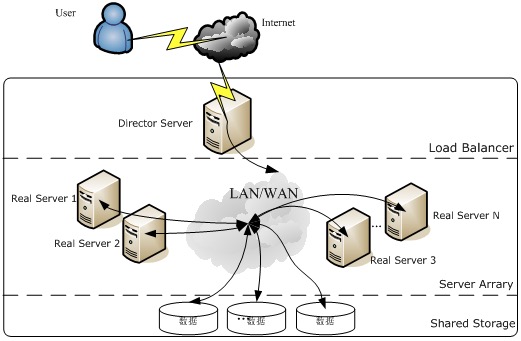 User
Internet
Director Server
Load Balancer
LAN/WAN
Real Server 1
Real Server 2
Real Server N
...
Real Server 3
Server Arrary
数据
...
数据
数据
Shared Storage